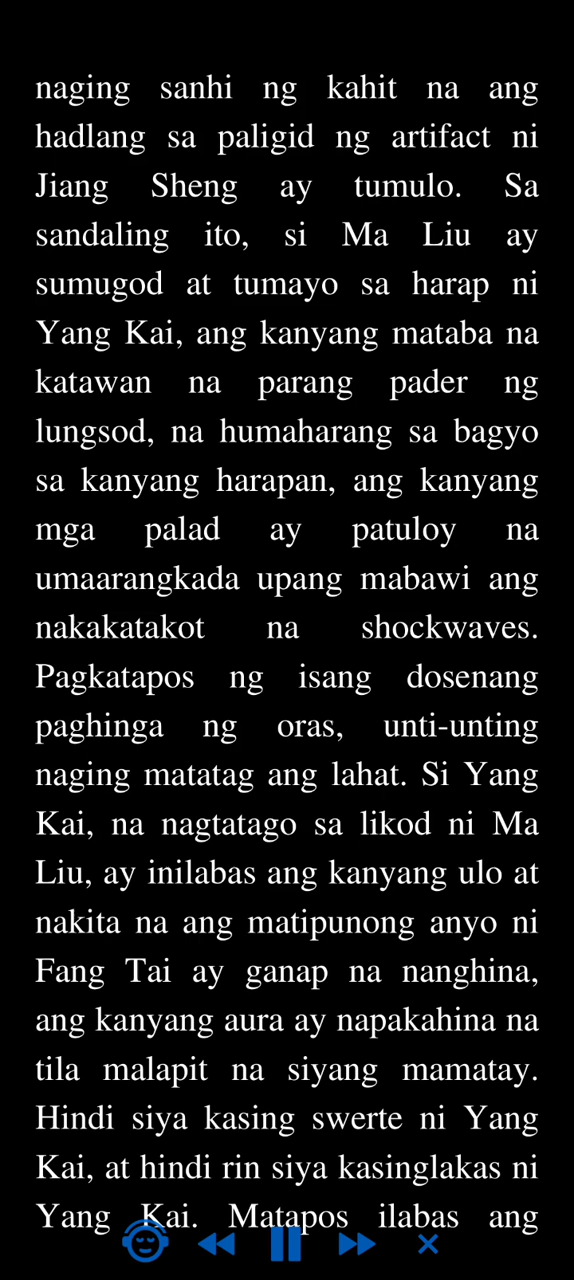 naging sanhi ng kahit na ang
hadlang sa paligid ng artifact ni
Jiang Sheng ay tumulo. Sa
sandaling ito, si Ma Liu ay
sumugod at tumayo sa harap ni
Yang Kai, ang kanyang mataba na
katawan na parang pader ng
lungsod, na humaharang sa bagyo
sa kanyang harapan, ang kanyang
mga palad ay patuloy na
umaarangkada upang mabawi ang
nakakatakot na shockwaves.
Pagkatapos ng isang dosenang
paghinga ng oras, unti-unting
naging matatag ang lahat. Si Yang
Kai, na nagtatago sa likod ni Ma
Liu, ay inilabas ang kanyang ulo at
nakita na ang matipunong anyo ni
Fang Tai ay ganap na nanghina,
ang kanyang aura ay napakahina na
tila malapit na siyang mamatay.
Hindi siya kasing swerte ni Yang
Kai, at hindi rin siya kasinglakas ni
Yang Kai. Matapos ilabas ang